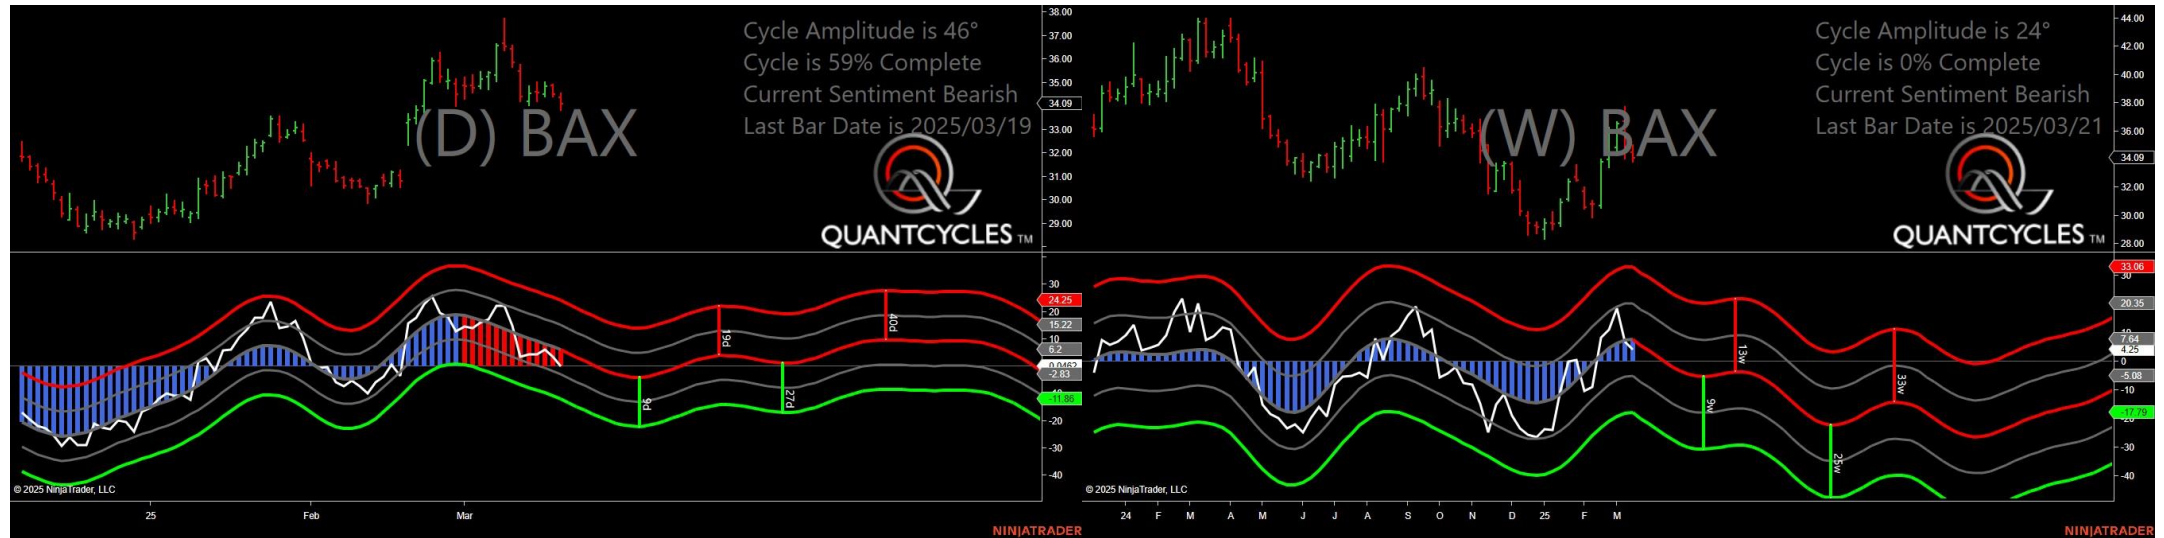 38.00
37.00
36.00
35.00
34.09
33.00
32.00
31.00
30.00
29.00
Cycle Amplitude is 46°
Cycle is 59% Complete
Current Sentiment Bearish
Last Bar Date is 2025/03/19
(D) BAX
QUANTCYCLES TM
30
24.25
20
15.22
10
6.2
0.0462
-2.83
-11.86
-20
-30
-40
19d
40d
9d
27d
© 2025 NinjaTrader, LLC
25 Feb Mar
NINJATRADER
44.00
42.00
40.00
38.00
36.00
34.09
32.00
30.00
28.00
Cycle Amplitude is 24°
Cycle is 0% Complete
Current Sentiment Bearish
Last Bar Date is 2025/03/21
(W) BAX
QUANTCYCLES TM
33.06
30
20.35
7.64
4.25
0
-5.08
-10
-17.79
-30
-40
13w
33w
9w
25w
© 2025 NinjaTrader, LLC
24 F M A M J J A S O N D 25 F M
NINJATRADER